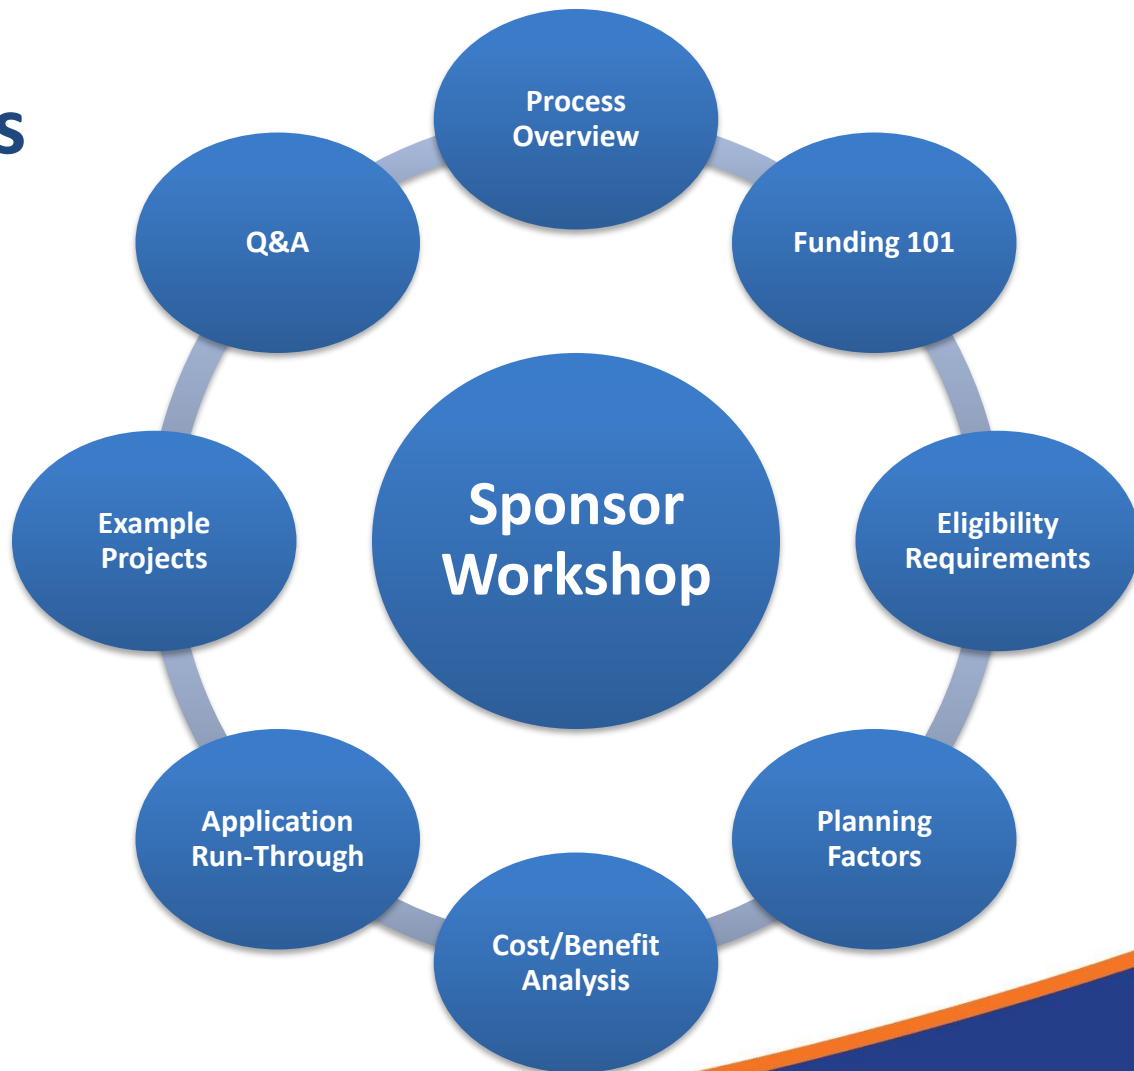 s
Process
Overview
Funding 101
Eligibility
Requirements
Planning
Factors
Cost/Benefit
Analysis
Application
Run-Through
Example
Projects
Q&A
Sponsor
Workshop